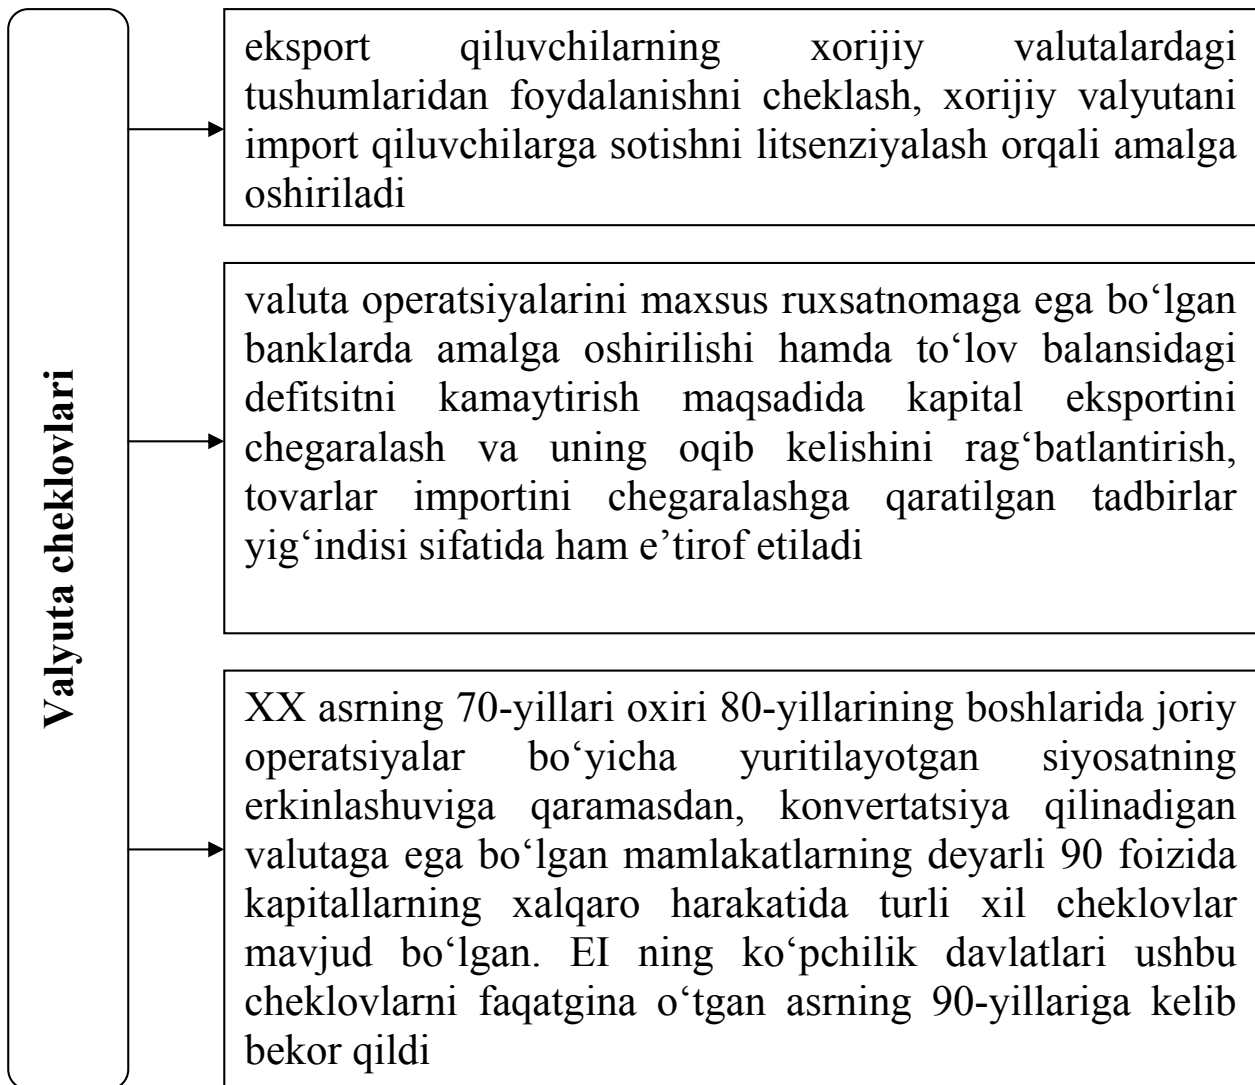 Valyuta cheklovlari
eksport qiluvchilarning xorijiy valutalardagi
tushumlaridan foydalanishni cheklash, xorijiy valyutani
import qiluvchilarga sotishni litsenziyalash orqali amalga
oshiriladi
valuta operatsiyalarini maxsus ruxsatnomaga ega bo‘lgan
banklarda amalga oshirilishi hamda to‘lov balansidagi
defitsitni kamaytirish maqsadida kapital eksportini
chegaralash va uning oqib kelishini rag‘batlantirish,
tovarlar importini chegaralashga qaratilgan tadbirlar
yig‘indisi sifatida ham e’tirof etiladi
XX asrning 70-yillari oxiri 80-yillarining boshlarida joriy
operatsiyalar bo‘yicha yuritilayotgan siyosatning
erkinlashuviga qaramasdan, konvertatsiya qilinadigan
valutaga ega bo‘lgan mamlakatlarning deyarli 90 foizida
kapitallarning xalqaro harakatida turli xil cheklovlar
mavjud bo‘lgan. EI ning ko‘pchilik davlatlari ushbu
cheklovlarni faqatgina o‘tgan asrning 90-yillariga kelib
bekor qildi